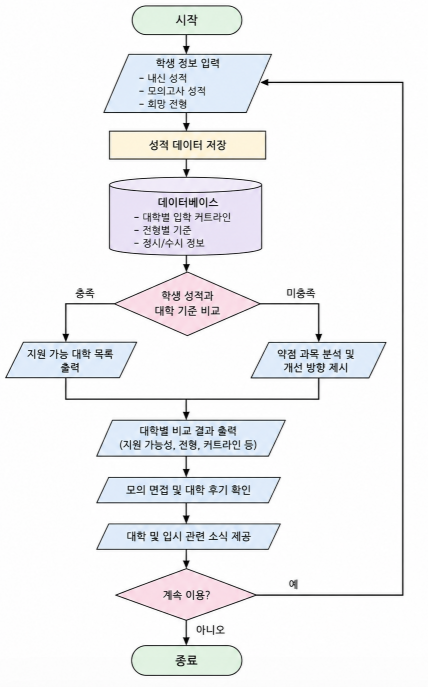 시작
학생 정보 입력
- 내신 성적
- 모의고사 성적
- 희망 전형
성적 데이터 저장
데이터베이스
- 대학별 입학 커트라인
- 전형별 기준
- 정시/수시 정보
학생 성적과
대학 기준 비교
충족
미충족
지원 가능 대학 목록
출력
약점 과목 분석 및
개선 방향 제시
대학별 비교 결과 출력
(지원 가능성, 전형, 커트라인 등)
모의 면접 및 대학 후기 확인
대학 및 입시 관련 소식 제공
계속 이용?
예
아니오
종료